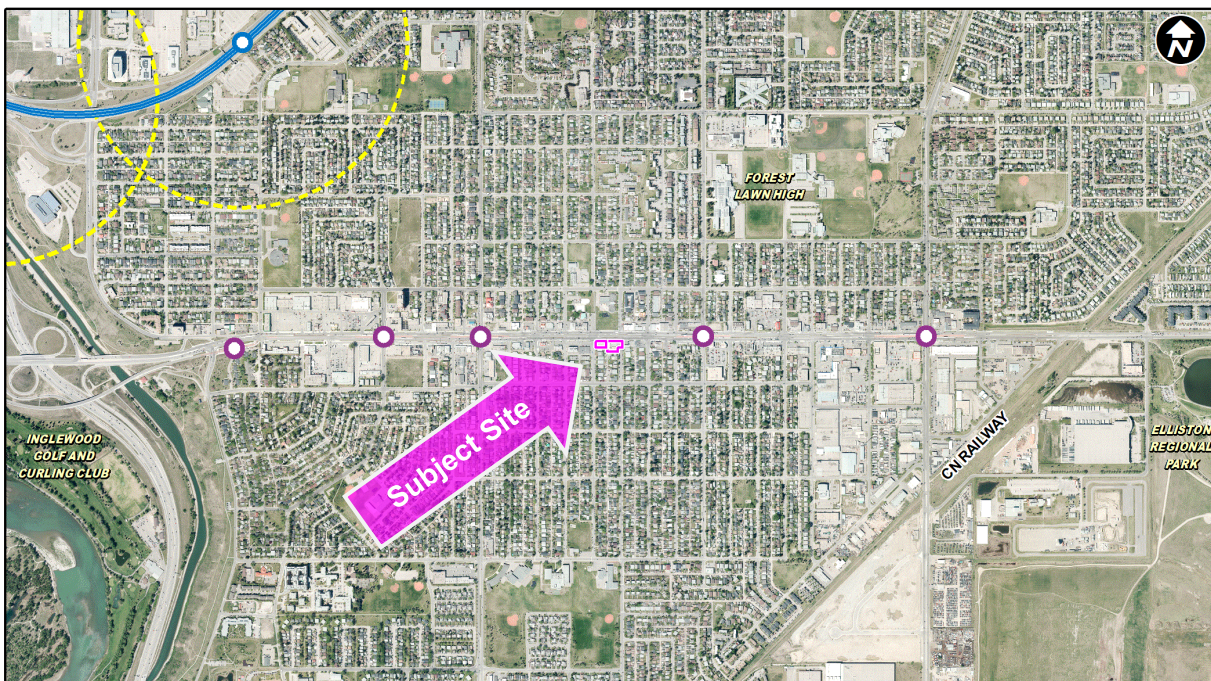 N
FOREST
LAWN HIGH
Subject Site
INGLEWOOD
GOLF AND
CURLING CLUB
CN RAILWAY
ELLISTON
REGIONAL
PARK